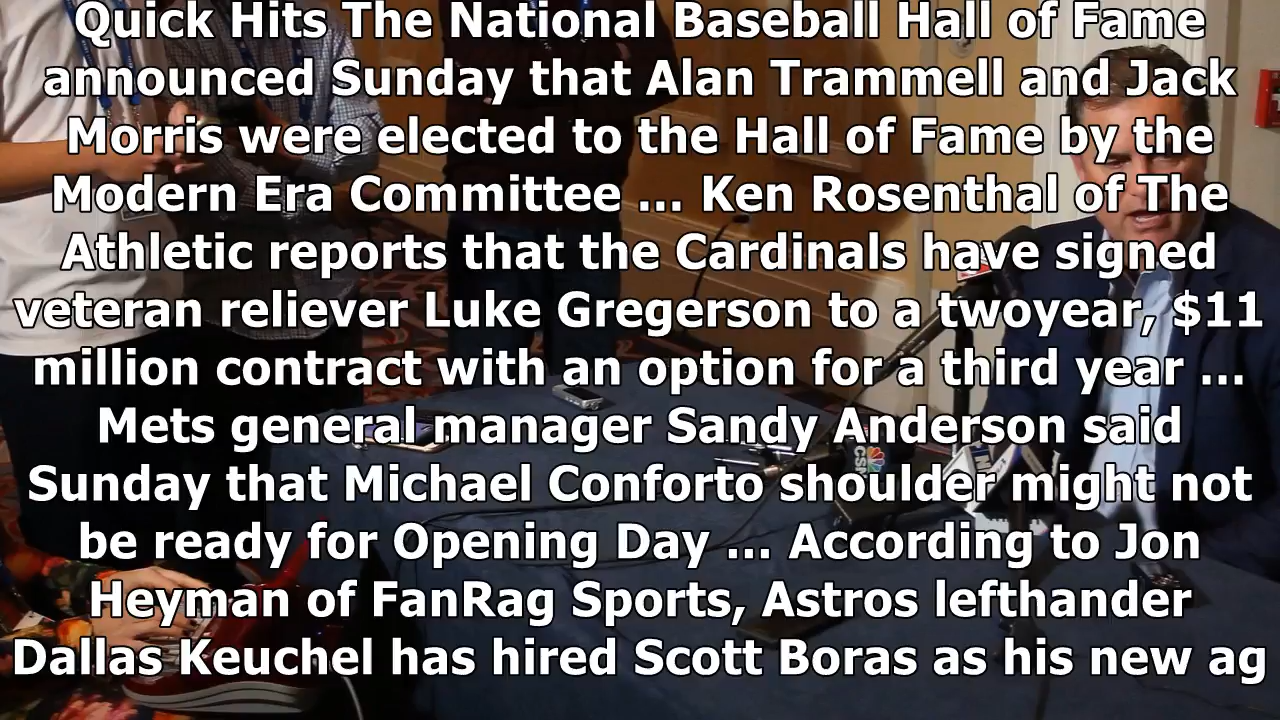 Quick Hits The National Baseball Hall of Fame
announced Sunday that Alan Trammell and Jack
Morris were elected to the Hall of Fame by the
Modern Era Committee ... Ken Rosenthal of The
Athletic reports that the Cardinals have signed
veteran reliever Luke Gregerson to a twoyear, $11
million contract with an option for a third year ...
Mets general manager Sandy Anderson said
Sunday that Michael Conforto shoulder might not
be ready for Opening Day ... According to Jon
Heyman of FanRag Sports, Astros lefthander
Dallas Keuchel has hired Scott Boras as his new ag